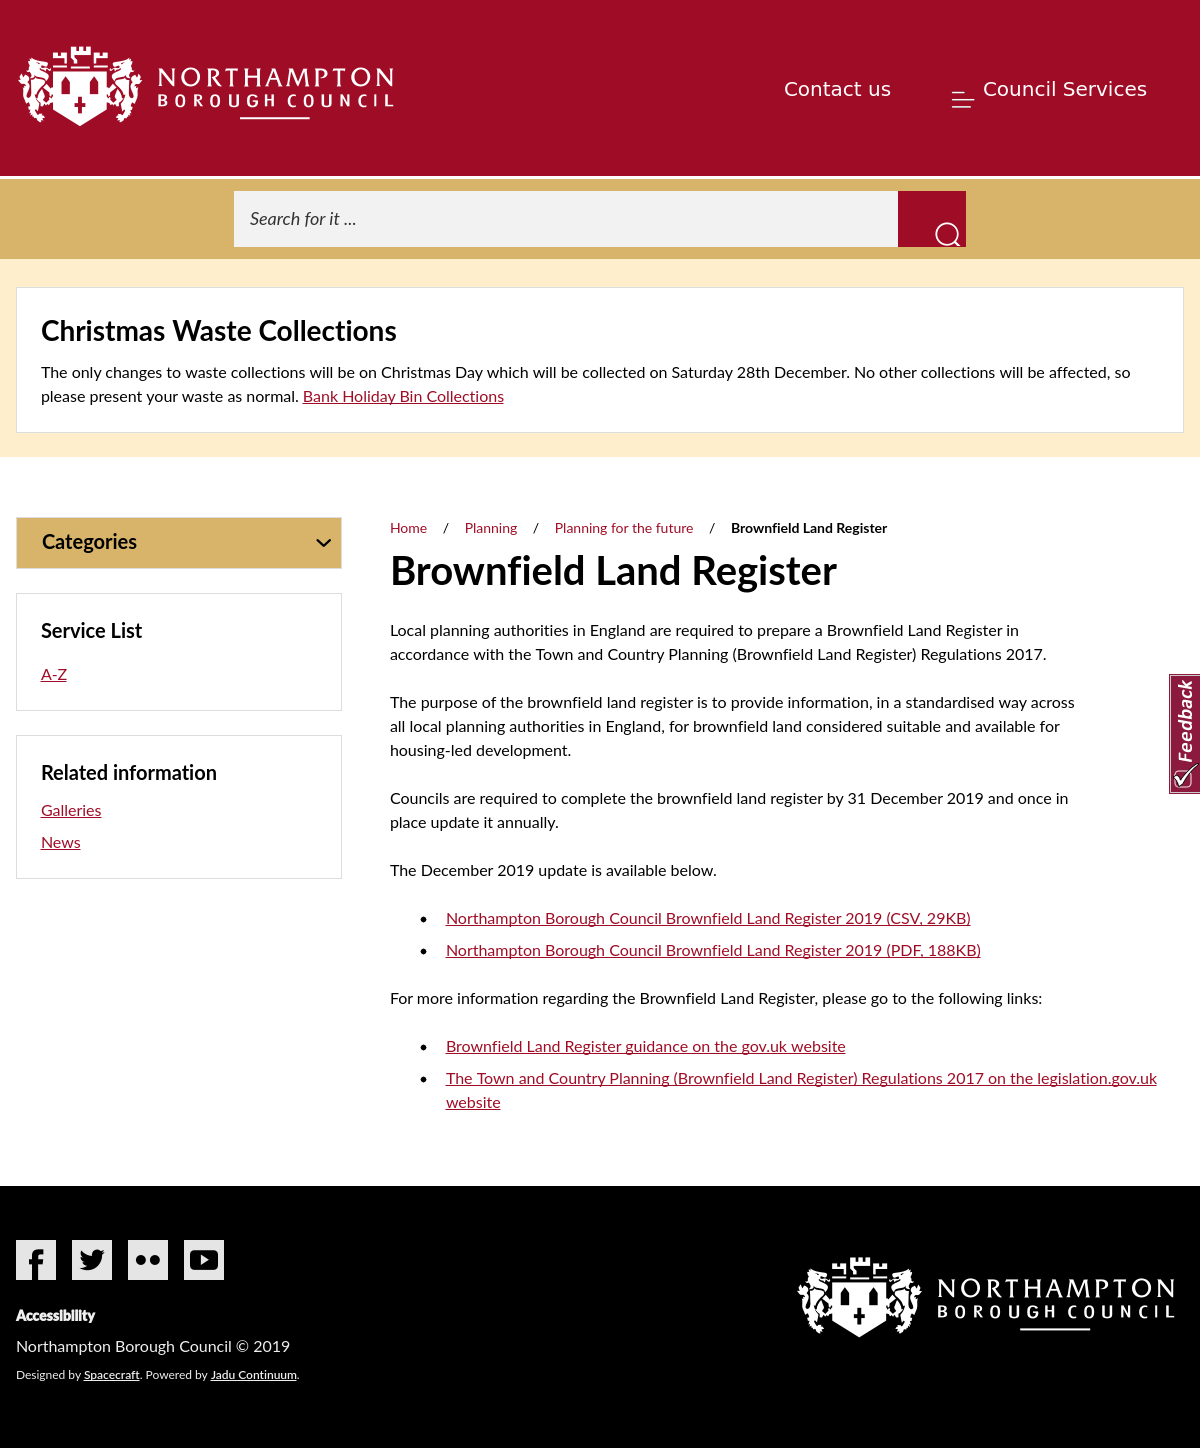 NORTHAMPTON
BOROUGH COUNCIL
Contact us
Council Services
Search for it ...
Christmas Waste Collections
The only changes to waste collections will be on Christmas Day which will be collected on Saturday 28th December. No other collections will be affected, so
please present your waste as normal. Bank Holiday Bin Collections
Categories
Service List
A-Z
Related information
Galleries
News
Home / Planning / Planning for the future / Brownfield Land Register
Brownfield Land Register
Local planning authorities in England are required to prepare a Brownfield Land Register in
accordance with the Town and Country Planning (Brownfield Land Register) Regulations 2017.
The purpose of the brownfield land register is to provide information, in a standardised way across
all local planning authorities in England, for brownfield land considered suitable and available for
housing-led development.
Councils are required to complete the brownfield land register by 31 December 2019 and once in
place update it annually.
The December 2019 update is available below.
• Northampton Borough Council Brownfield Land Register 2019 (CSV, 29KB)
• Northampton Borough Council Brownfield Land Register 2019 (PDF, 188KB)
For more information regarding the Brownfield Land Register, please go to the following links:
• Brownfield Land Register guidance on the gov.uk website
• The Town and Country Planning (Brownfield Land Register) Regulations 2017 on the legislation.gov.uk
website
Feedback
Accessibility
Northampton Borough Council © 2019
Designed by Spacecraft. Powered by Jadu Continuum.
NORTHAMPTON
BOROUGH COUNCIL